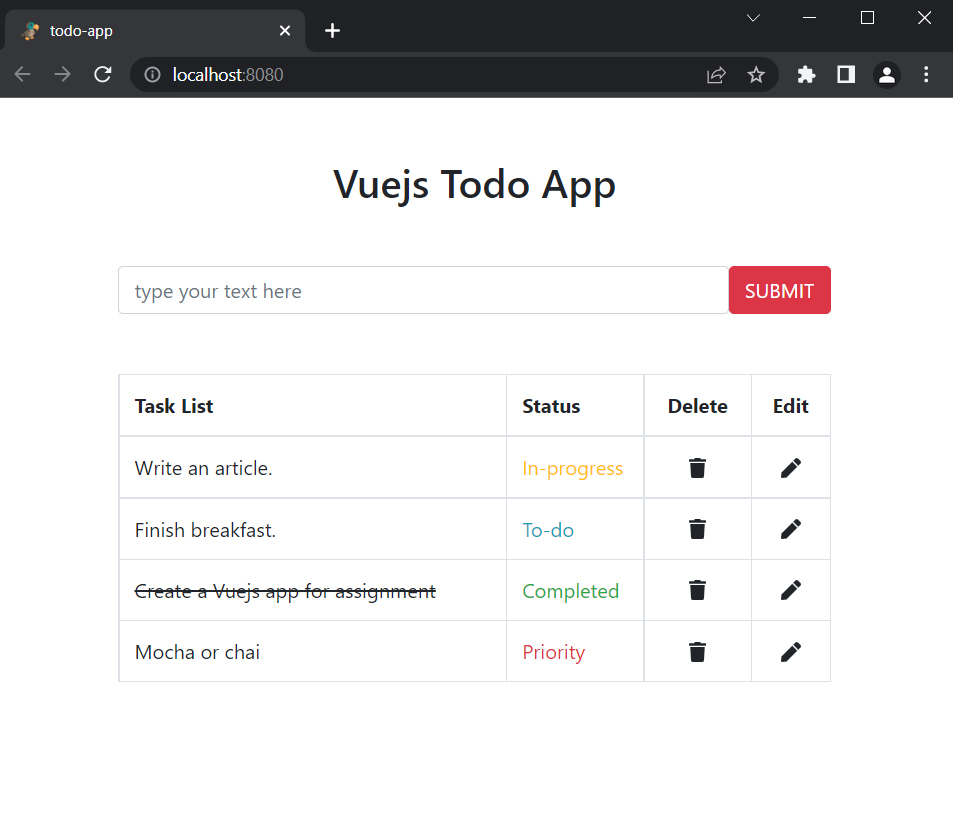 todo-app
localhost:8080
Vuejs Todo App
type your text here SUBMIT
Task List Status Delete Edit
Write an article. In-progress
Finish breakfast. To-do
Create a Vuejs app for assignment Completed
Mocha or chai Priority